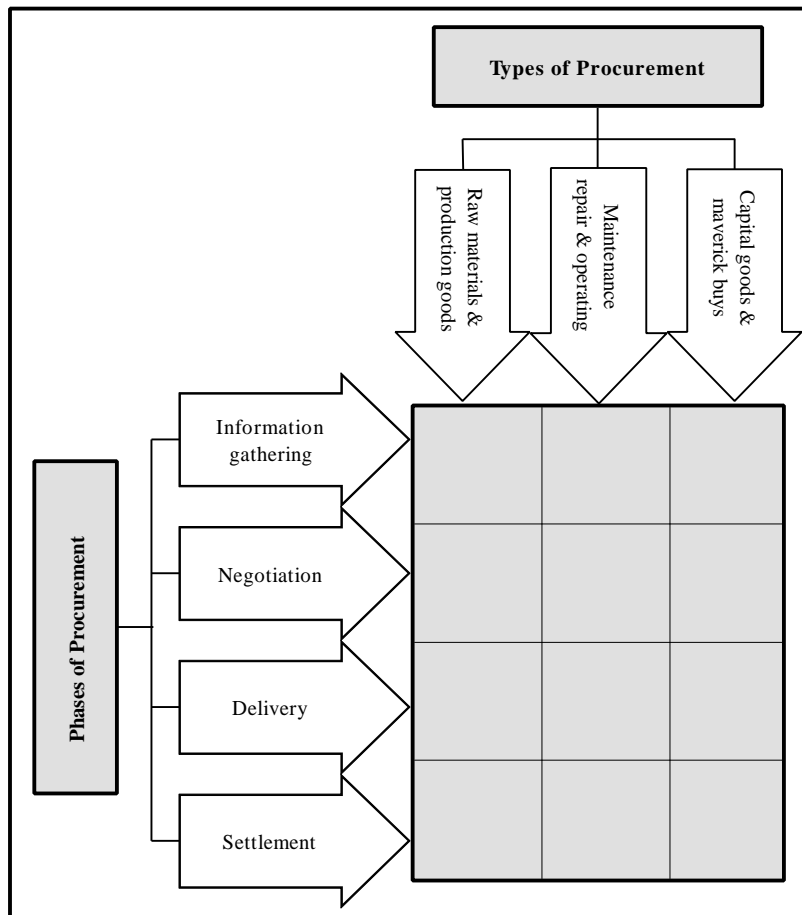 Types of Procurement
Raw materials &
production goods
Maintenance
repair & operating
Capital goods &
maverick buys
Phases of Procurement
Information
gathering
Negotiation
Delivery
Settlement